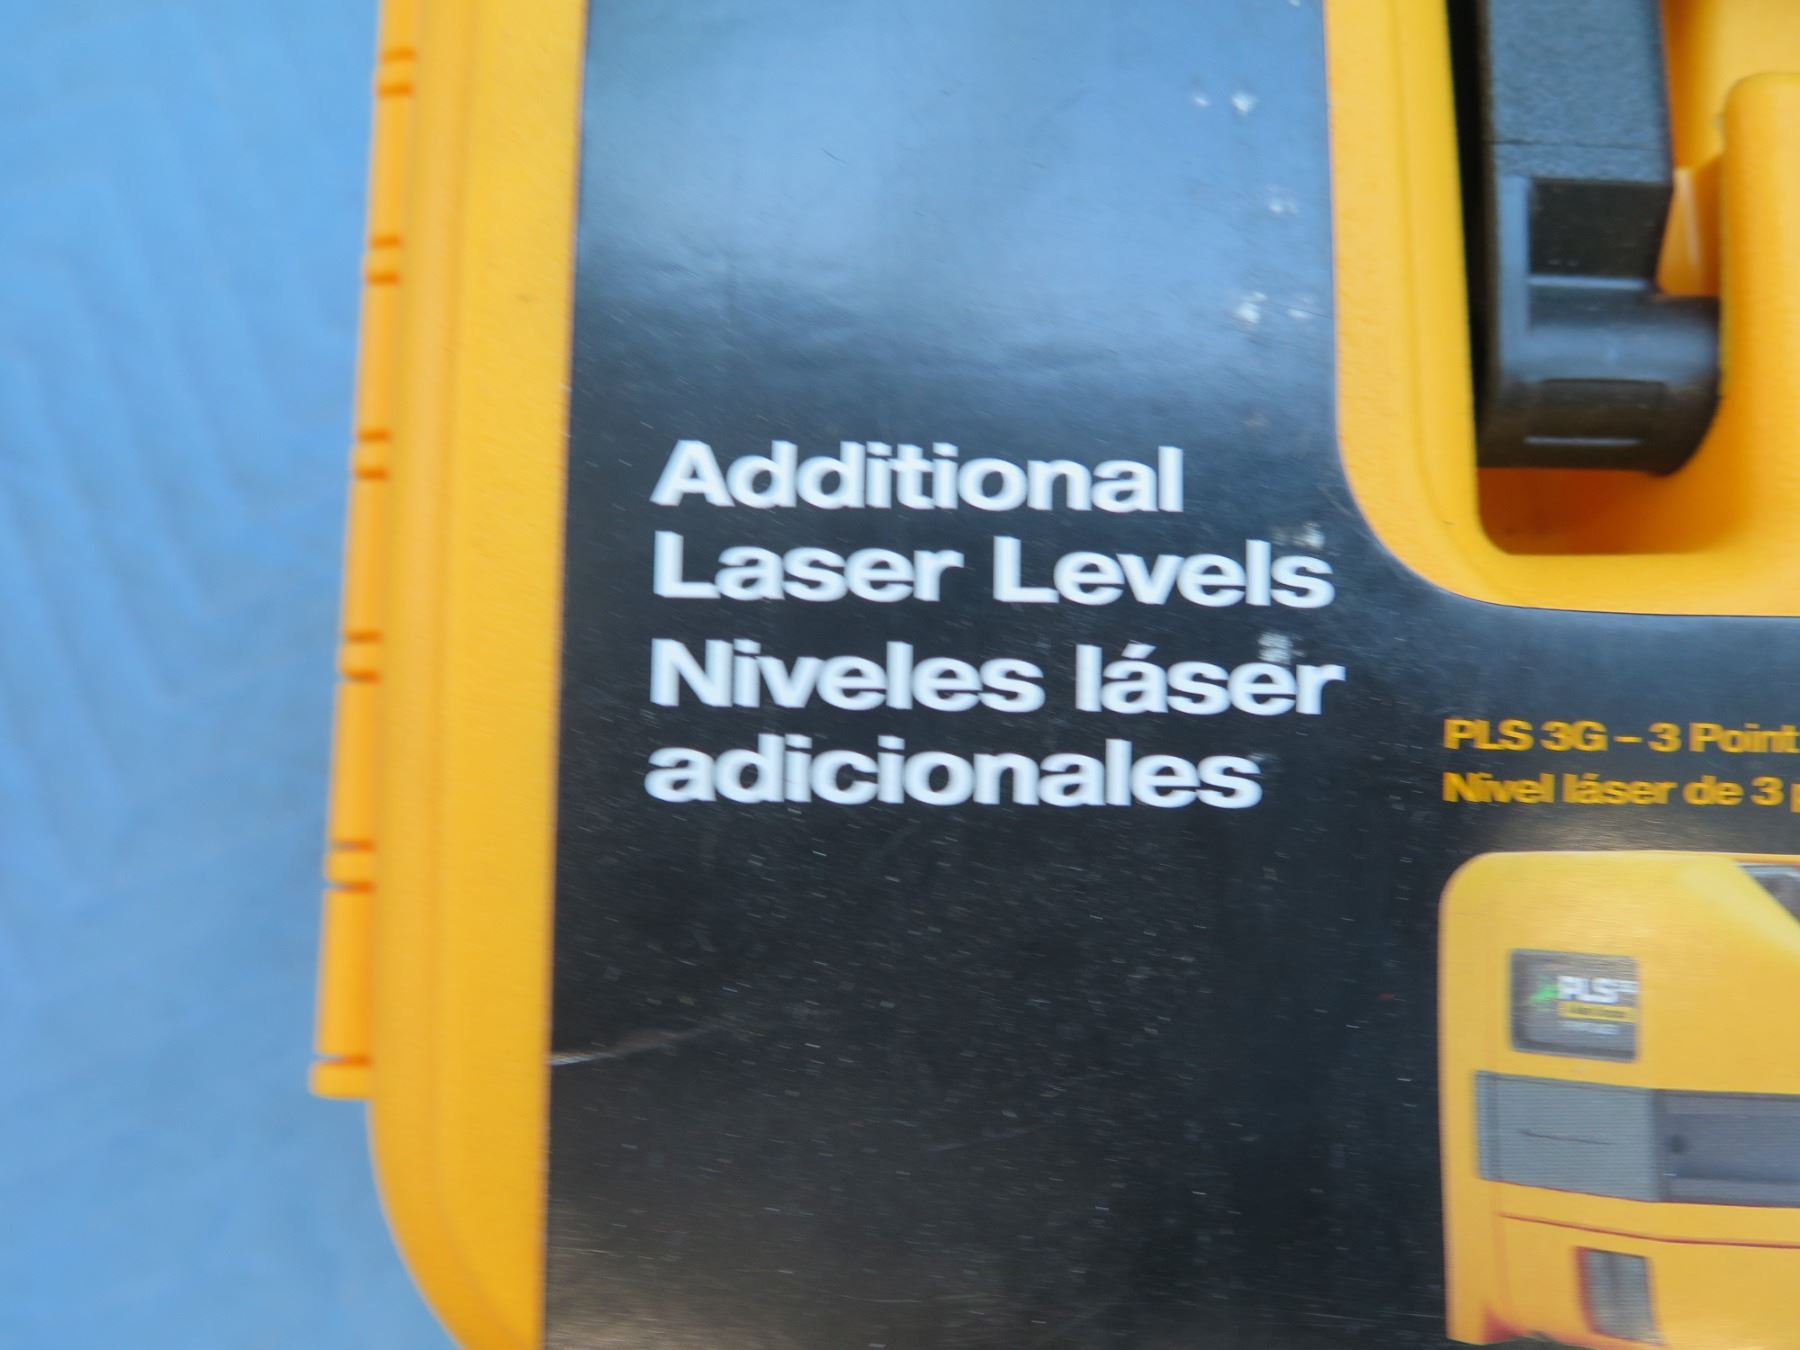 Additional
Laser Levels
Niveles láser
adicionales
PLS 3G – 3 Point
Nivel láser de 3
PLS